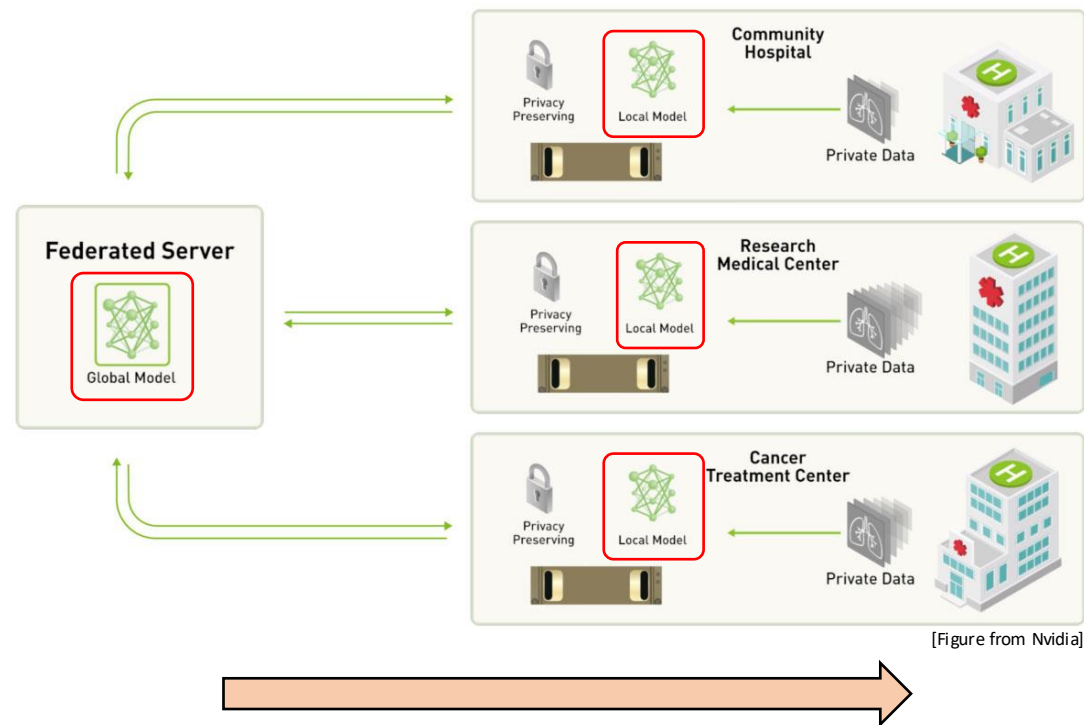 Community
Hospital
Privacy
Preserving
Local Model
Private Data
H
Federated Server
Global Model
Research
Medical Center
Privacy
Preserving
Local Model
Private Data
H
Cancer
Treatment Center
Privacy
Preserving
Local Model
Private Data
H
[Figure from Nvidia]